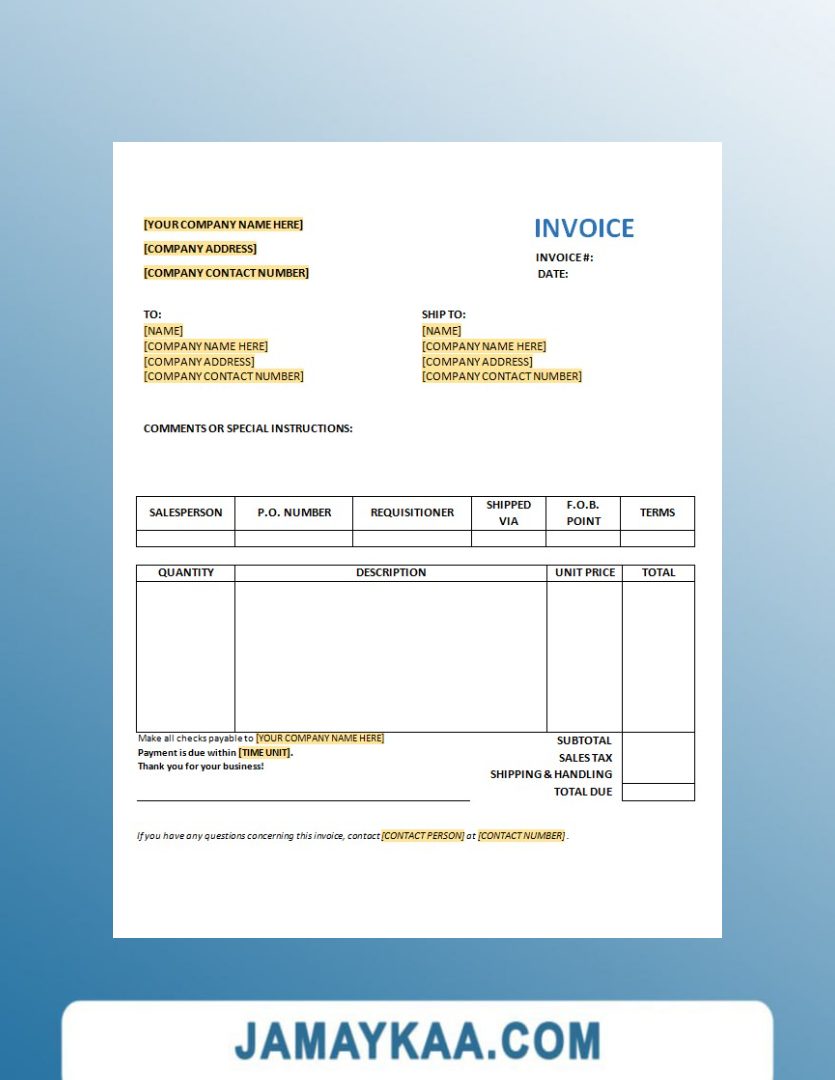 [YOUR COMPANY NAME HERE]
INVOICE
[COMPANY ADDRESS]
INVOICE #:
[COMPANY CONTACT NUMBER]
DATE:
TO:
[NAME]
[COMPANY NAME HERE]
[COMPANY ADDRESS]
[COMPANY CONTACT NUMBER]
SHIP TO:
[NAME]
[COMPANY NAME HERE]
[COMPANY ADDRESS]
[COMPANY CONTACT NUMBER]
COMMENTS OR SPECIAL INSTRUCTIONS:
SALESPERSON P.O. NUMBER REQUISITIONER SHIPPED VIA F.O.B. POINT TERMS
QUANTITY DESCRIPTION UNIT PRICE TOTAL
Make all checks payable to [YOUR COMPANY NAME HERE]
Payment is due within [TIME UNIT].
Thank you for your business!
SUBTOTAL
SALES TAX
SHIPPING & HANDLING
TOTAL DUE
If you have any questions concerning this invoice, contact [CONTACT PERSON] at [CONTACT NUMBER] .
JAMAYKAA.COM